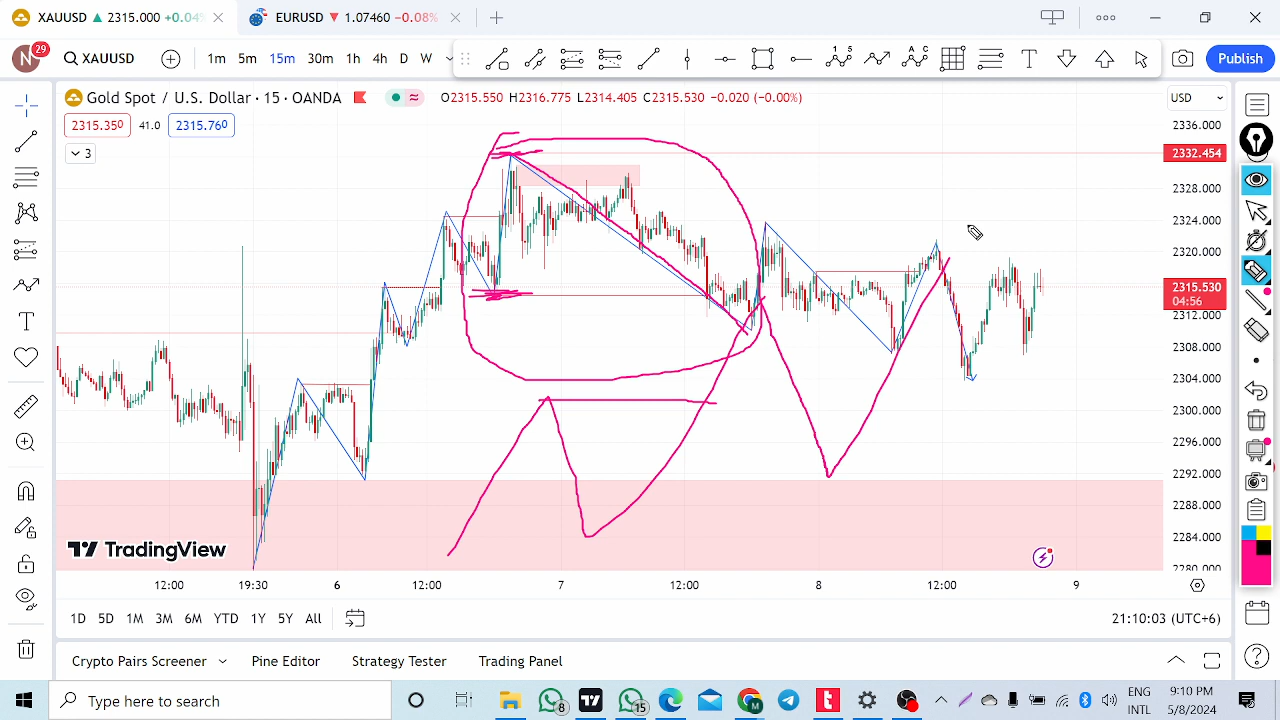 XAUUSD ▲ 2315.000 +0.04
EURUSD ▼ 1.07460 −0.08%
N 29
XAUUSD
1m 5m 15m 30m 1h 4h D W
Publish
Gold Spot / U.S. Dollar · 15 · OANDA
O2315.550 H2316.775 L2314.405 C2315.530 −0.020 (−0.00%)
USD
2315.350
41.0
2315.760
3
2336.000
2332.454
2328.000
2324.000
2320.000
2315.530
04:56
2312.000
2308.000
2304.000
2300.000
2296.000
2292.000
2288.000
2284.000
2280.000
TradingView
12:00 19:30 6 12:00 7 12:00 8 12:00 9
1D 5D 1M 3M 6M YTD 1Y 5Y All
21:10:03 (UTC+6)
Crypto Pairs Screener Pine Editor Strategy Tester Trading Panel
Type here to search
8
15
ENG
INTL
9:10 PM
5/8/2024